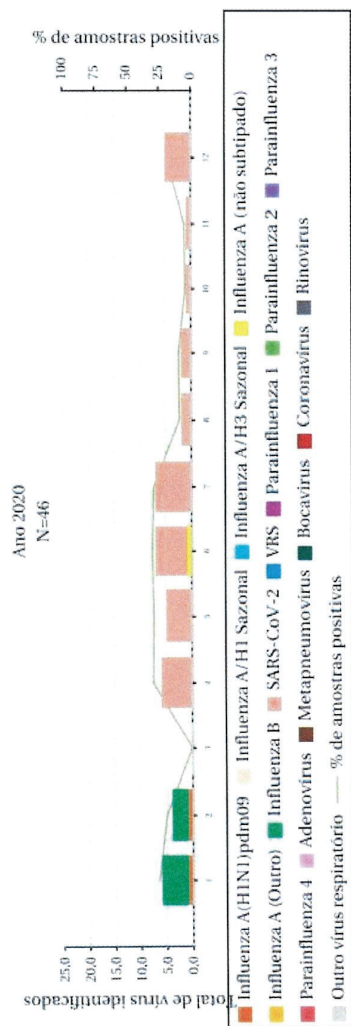 Ano 2020
N=46
Total de vírus identificados
% de amostras positivas
25,0
20,0
15,0
10,0
5,0
0,0
100
75
50
25
0
1 2 3 4 5 6 7 8 9 10 11 12
Influenza A(H1N1)pdm09 Influenza A/H1 Sazonal Influenza A/H3 Sazonal Influenza A (não subtipado)
Influenza A (Outro) Influenza B SARS-CoV-2 VRS Parainfluenza 1 Parainfluenza 2 Parainfluenza 3
Parainfluenza 4 Adenovírus Metapneumovírus Bocavírus Coronavírus Rinovírus
Outro vírus respiratório % de amostras positivas